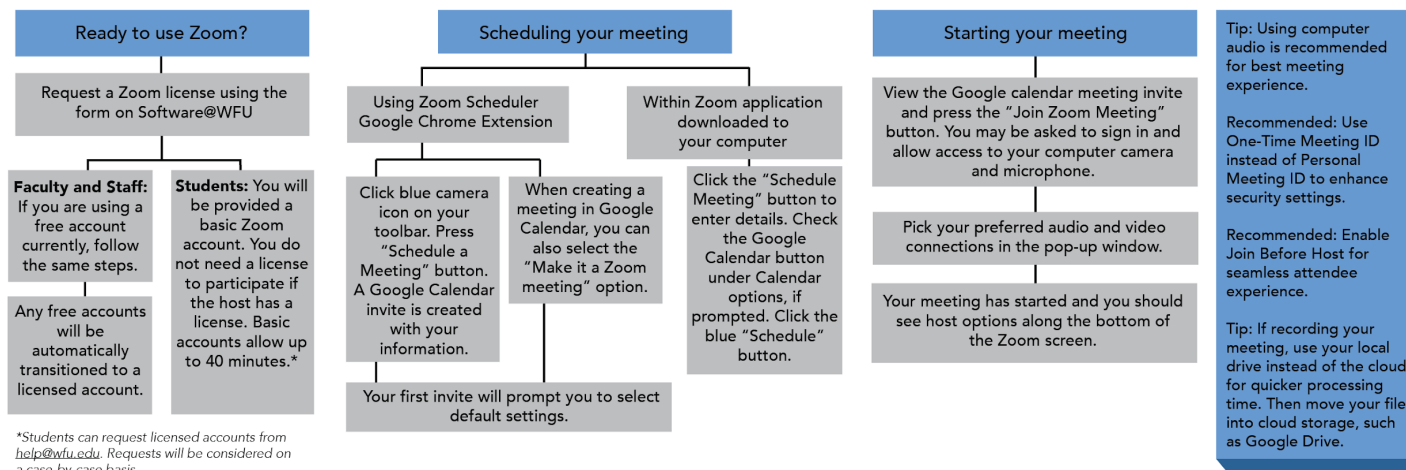 Ready to use Zoom?
Request a Zoom license using the
form on Software@WFU
Faculty and Staff:
If you are using a
free account
currently, follow
the same steps.
Any free accounts
will be
automatically
transitioned to a
licensed account.
Students: You will
be provided a
basic Zoom
account. You do
not need a license
to participate if
the host has a
license. Basic
accounts allow up
to 40 minutes.*
*Students can request licensed accounts from
help@wfu.edu. Requests will be considered on
a case-by-case basis
Scheduling your meeting
Using Zoom Scheduler
Google Chrome Extension
Click blue camera
icon on your
toolbar. Press
“Schedule a
Meeting” button.
A Google Calendar
invite is created
with your
information.
When creating a
meeting in Google
Calendar, you can
also select the
“Make it a Zoom
meeting” option.
Your first invite will prompt you to select
default settings.
Within Zoom application
downloaded to
your computer
Click the “Schedule
Meeting” button to
enter details. Check
the Google
Calendar button
under Calendar
options, if
prompted. Click the
blue “Schedule”
button.
Starting your meeting
View the Google calendar meeting invite
and press the “Join Zoom Meeting”
button. You may be asked to sign in and
allow access to your computer camera
and microphone.
Pick your preferred audio and video
connections in the pop-up window.
Your meeting has started and you should
see host options along the bottom of
the Zoom screen.
Tip: Using computer
audio is recommended
for best meeting
experience.
Recommended: Use
One-Time Meeting ID
instead of Personal
Meeting ID to enhance
security settings.
Recommended: Enable
Join Before Host for
seamless attendee
experience.
Tip: If recording your
meeting, use your local
drive instead of the cloud
for quicker processing
time. Then move your file
into cloud storage, such
as Google Drive.